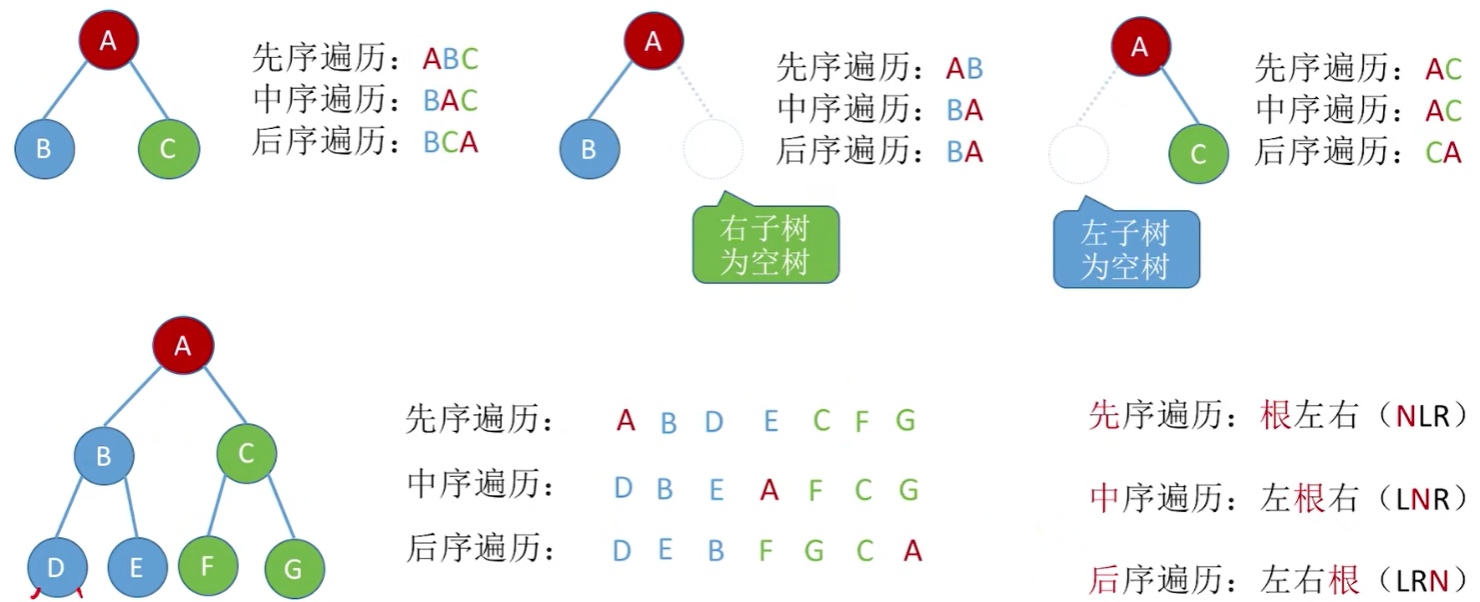 A
B
C
先序遍历：ABC
中序遍历：BAC
后序遍历：BCA
A
B
右子树
为空树
先序遍历：AB
中序遍历：BA
后序遍历：BA
A
C
左子树
为空树
先序遍历：AC
中序遍历：AC
后序遍历：CA
A
B C
D E F G
先序遍历： A B D E C F G
中序遍历： D B E A F C G
后序遍历： D E B F G C A
先序遍历：根左右（NLR）
中序遍历：左根右（LNR）
后序遍历：左右根（LRN）